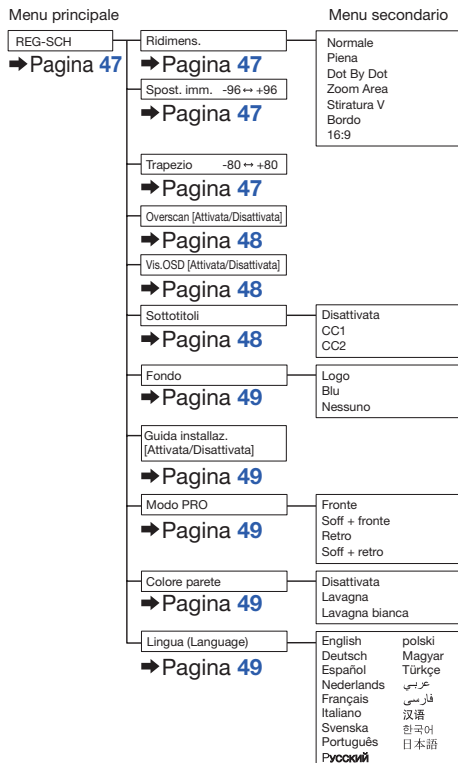 Menu principale
Menu secondario
REG-SCH
➡Pagina 47
Ridimens.
➡Pagina 47
Normale
Piena
Dot By Dot
Zoom Area
Stiratura V
Bordo
16:9
Spost. imm. -96↔+96
➡Pagina 47
Trapezio -80↔+80
➡Pagina 47
Overscan [Attivata/Disattivata]
➡Pagina 48
Vis.OSD [Attivata/Disattivata]
➡Pagina 48
Sottotitoli
➡Pagina 48
Disattivata
CC1
CC2
Fondo
➡Pagina 49
Logo
Blu
Nessuno
Guida installaz.
[Attivata/Disattivata]
➡Pagina 49
Modo PRO
➡Pagina 49
Fronte
Soff + fronte
Retro
Soff + retro
Colore parete
➡Pagina 49
Disattivata
Lavagna
Lavagna bianca
Lingua (Language)
➡Pagina 49
English
Deutsch
Español
Nederlands
Français
Italiano
Svenska
Português
Русский
polski
Magyar
Türkçe
عربي
فارسی
汉语
한국어
日本語